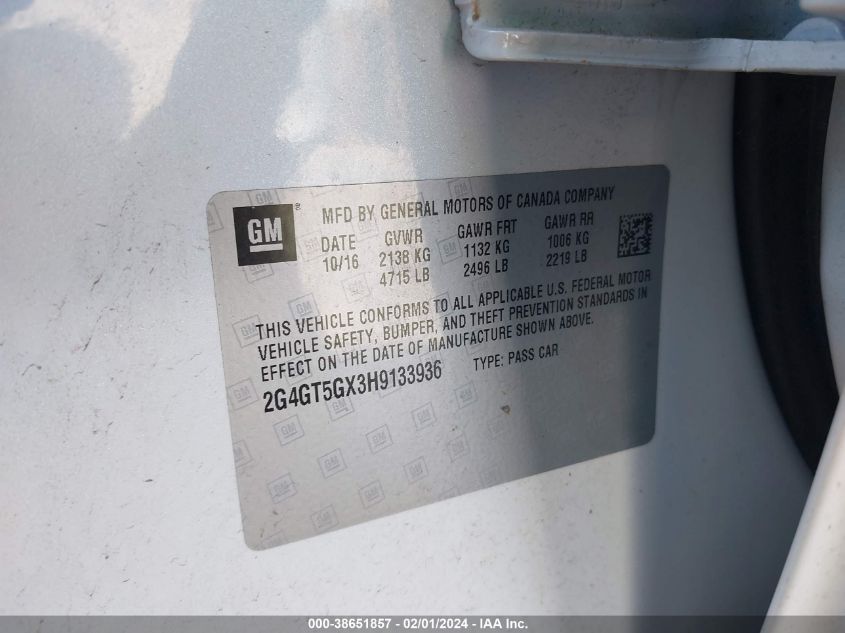 GM ® MFD BY GENERAL MOTORS OF CANADA COMPANY
DATE GVWR GAWR FRT GAWR RR
10/16 2138 KG 1132 KG 1006 KG
4715 LB 2496 LB 2219 LB
THIS VEHICLE CONFORMS TO ALL APPLICABLE U.S. FEDERAL MOTOR
VEHICLE SAFETY, BUMPER, AND THEFT PREVENTION STANDARDS IN
EFFECT ON THE DATE OF MANUFACTURE SHOWN ABOVE.
2G4GT5GX3H9133936 TYPE: PASS CAR
000-38651857 - 02/01/2024 - IAA Inc.